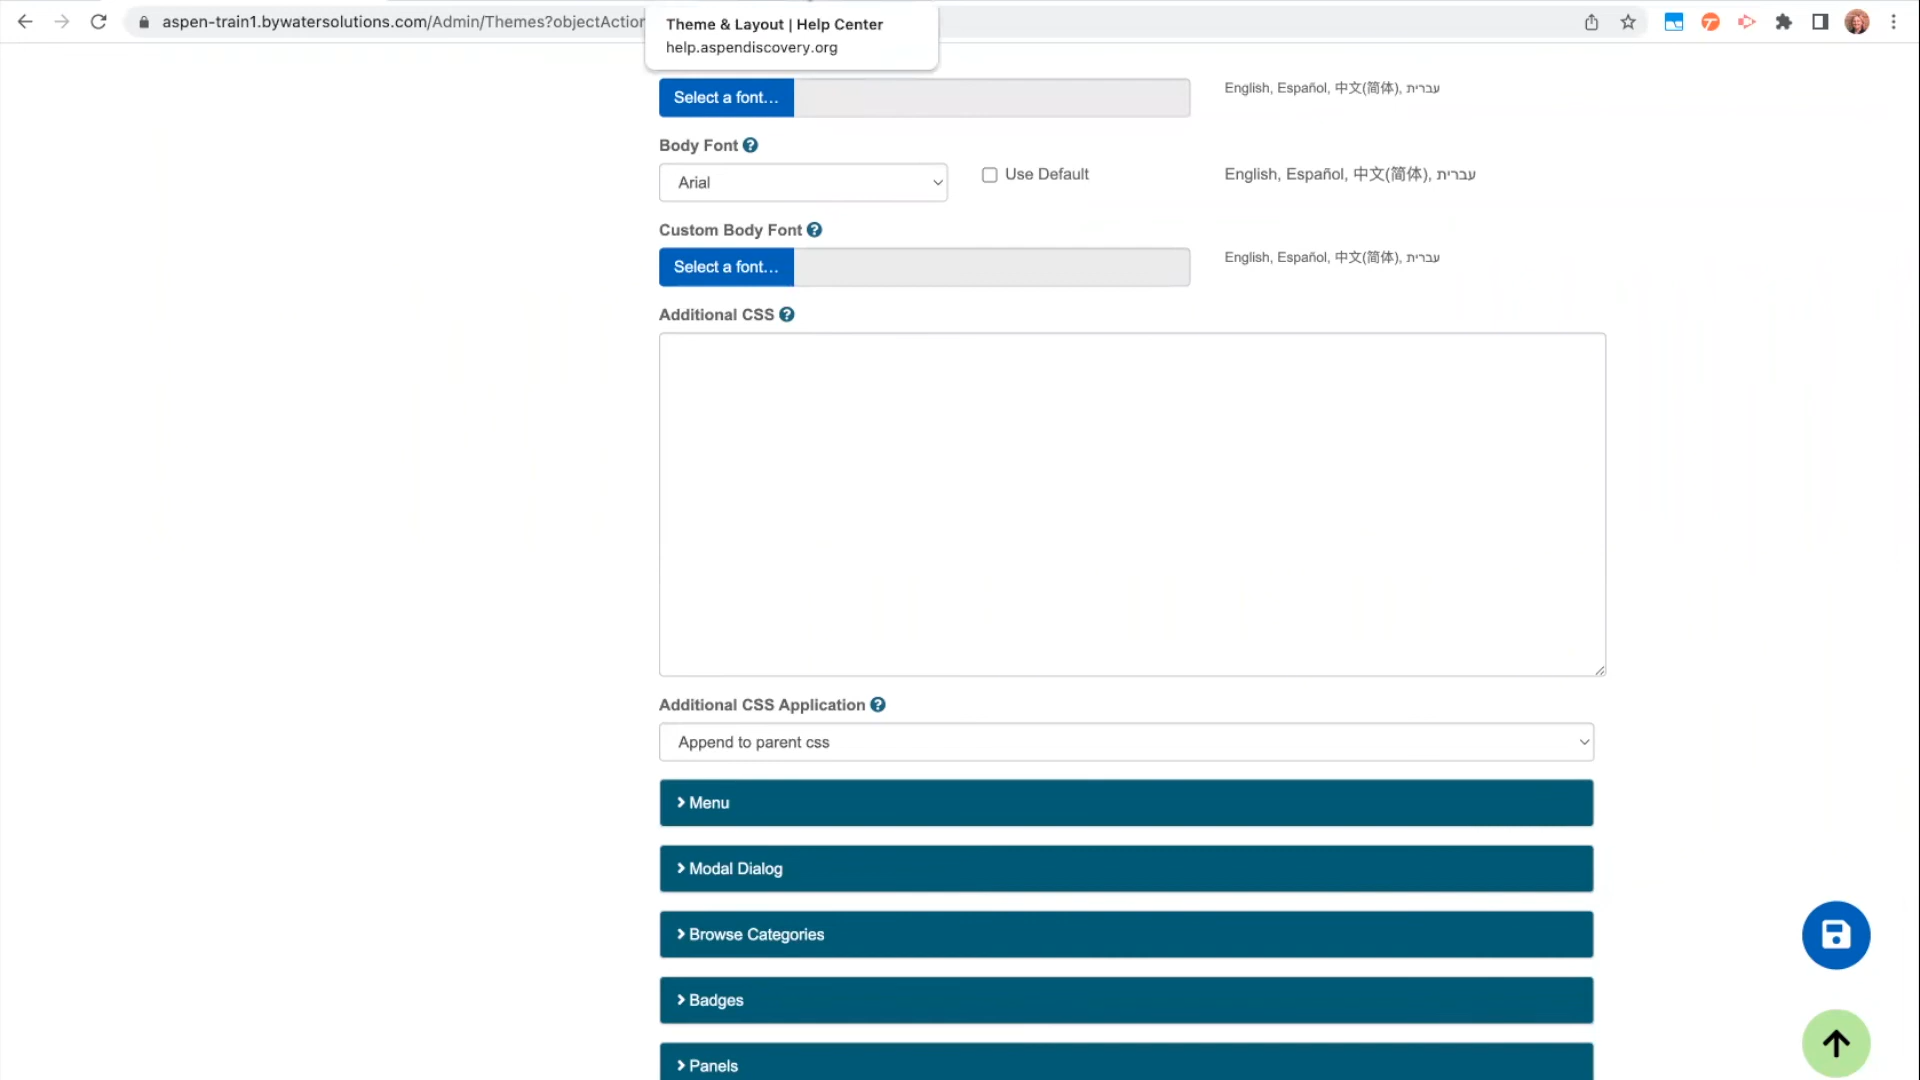 aspen-train1.bywatersolutions.com/Admin/Themes?objectAction
Theme & Layout | Help Center
help.aspendiscovery.org
Select a font...
English, Español, 中文(简体), עברית
Body Font
Arial
Use Default
English, Español, 中文(简体), עברית
Custom Body Font
Select a font...
English, Español, 中文(简体), עברית
Additional CSS
Additional CSS Application
Append to parent css
Menu
Modal Dialog
Browse Categories
Badges
Panels